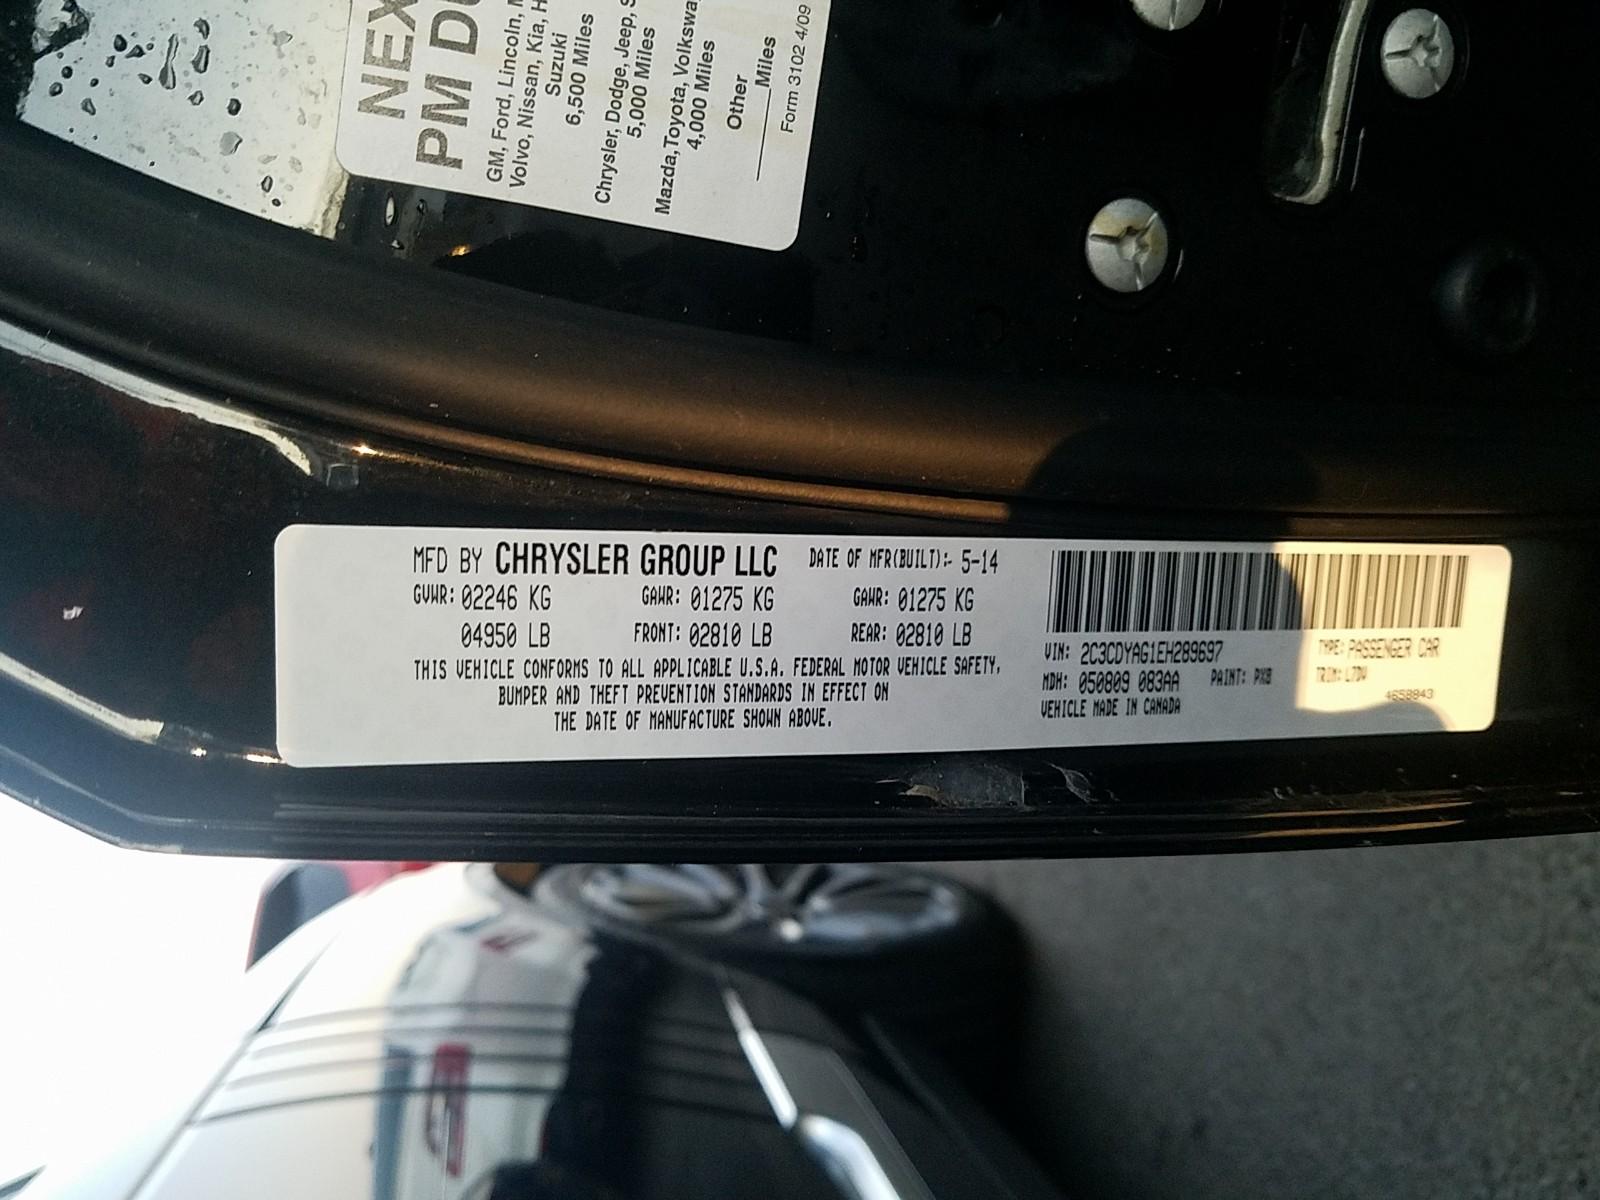 NEX
PM D
GM, Ford, Lincoln,
Volvo, Nissan, Kia,
Suzuki
6,500 Miles
Chrysler, Dodge, Jeep,
5,000 Miles
Mazda, Toyota,
4,000 Miles
Other
Miles
Form 3102 4/09
MFD BY CHRYSLER GROUP LLC DATE OF MFR(BUILT):- 5-14
GVWR: 02246 KG GAWR: 01275 KG GAWR: 01275 KG
04950 LB FRONT: 02810 LB REAR: 02810 LB
THIS VEHICLE CONFORMS TO ALL APPLICABLE U.S.A. FEDERAL MOTOR VEHICLE SAFETY,
BUMPER AND THEFT PREVENTION STANDARDS IN EFFECT ON
THE DATE OF MANUFACTURE SHOWN ABOVE.
VIN: 2C3CDYAG1EH289697 TYPE: PASSENGER CAR
MDH: 050809 083AA PAINT: PX8 TRIM: L7DV
4658843
VEHICLE MADE IN CANADA